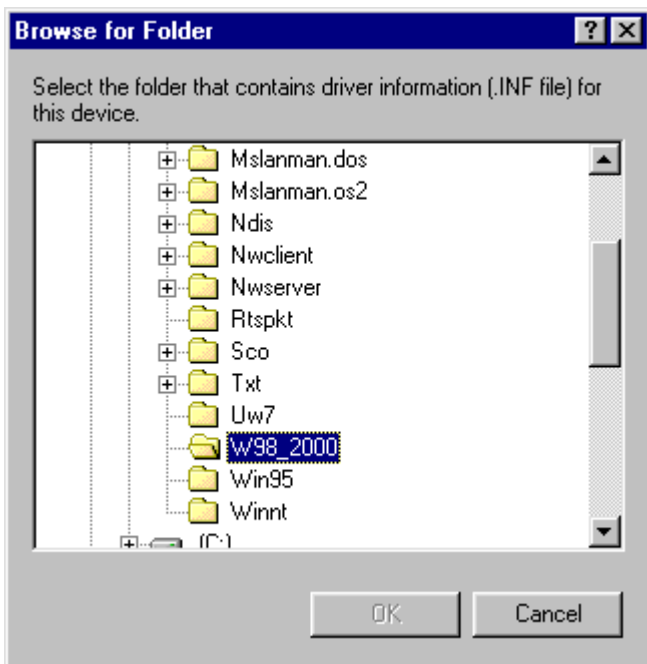 Browse for Folder
Select the folder that contains driver information (.INF file) for
this device.
Mslanman.dos
Mslanman.os2
Ndis
Nwclient
Nwserver
Rtspkt
Sco
Txt
Uw7
W98_2000
Win95
Winnt
(C:)
OK
Cancel